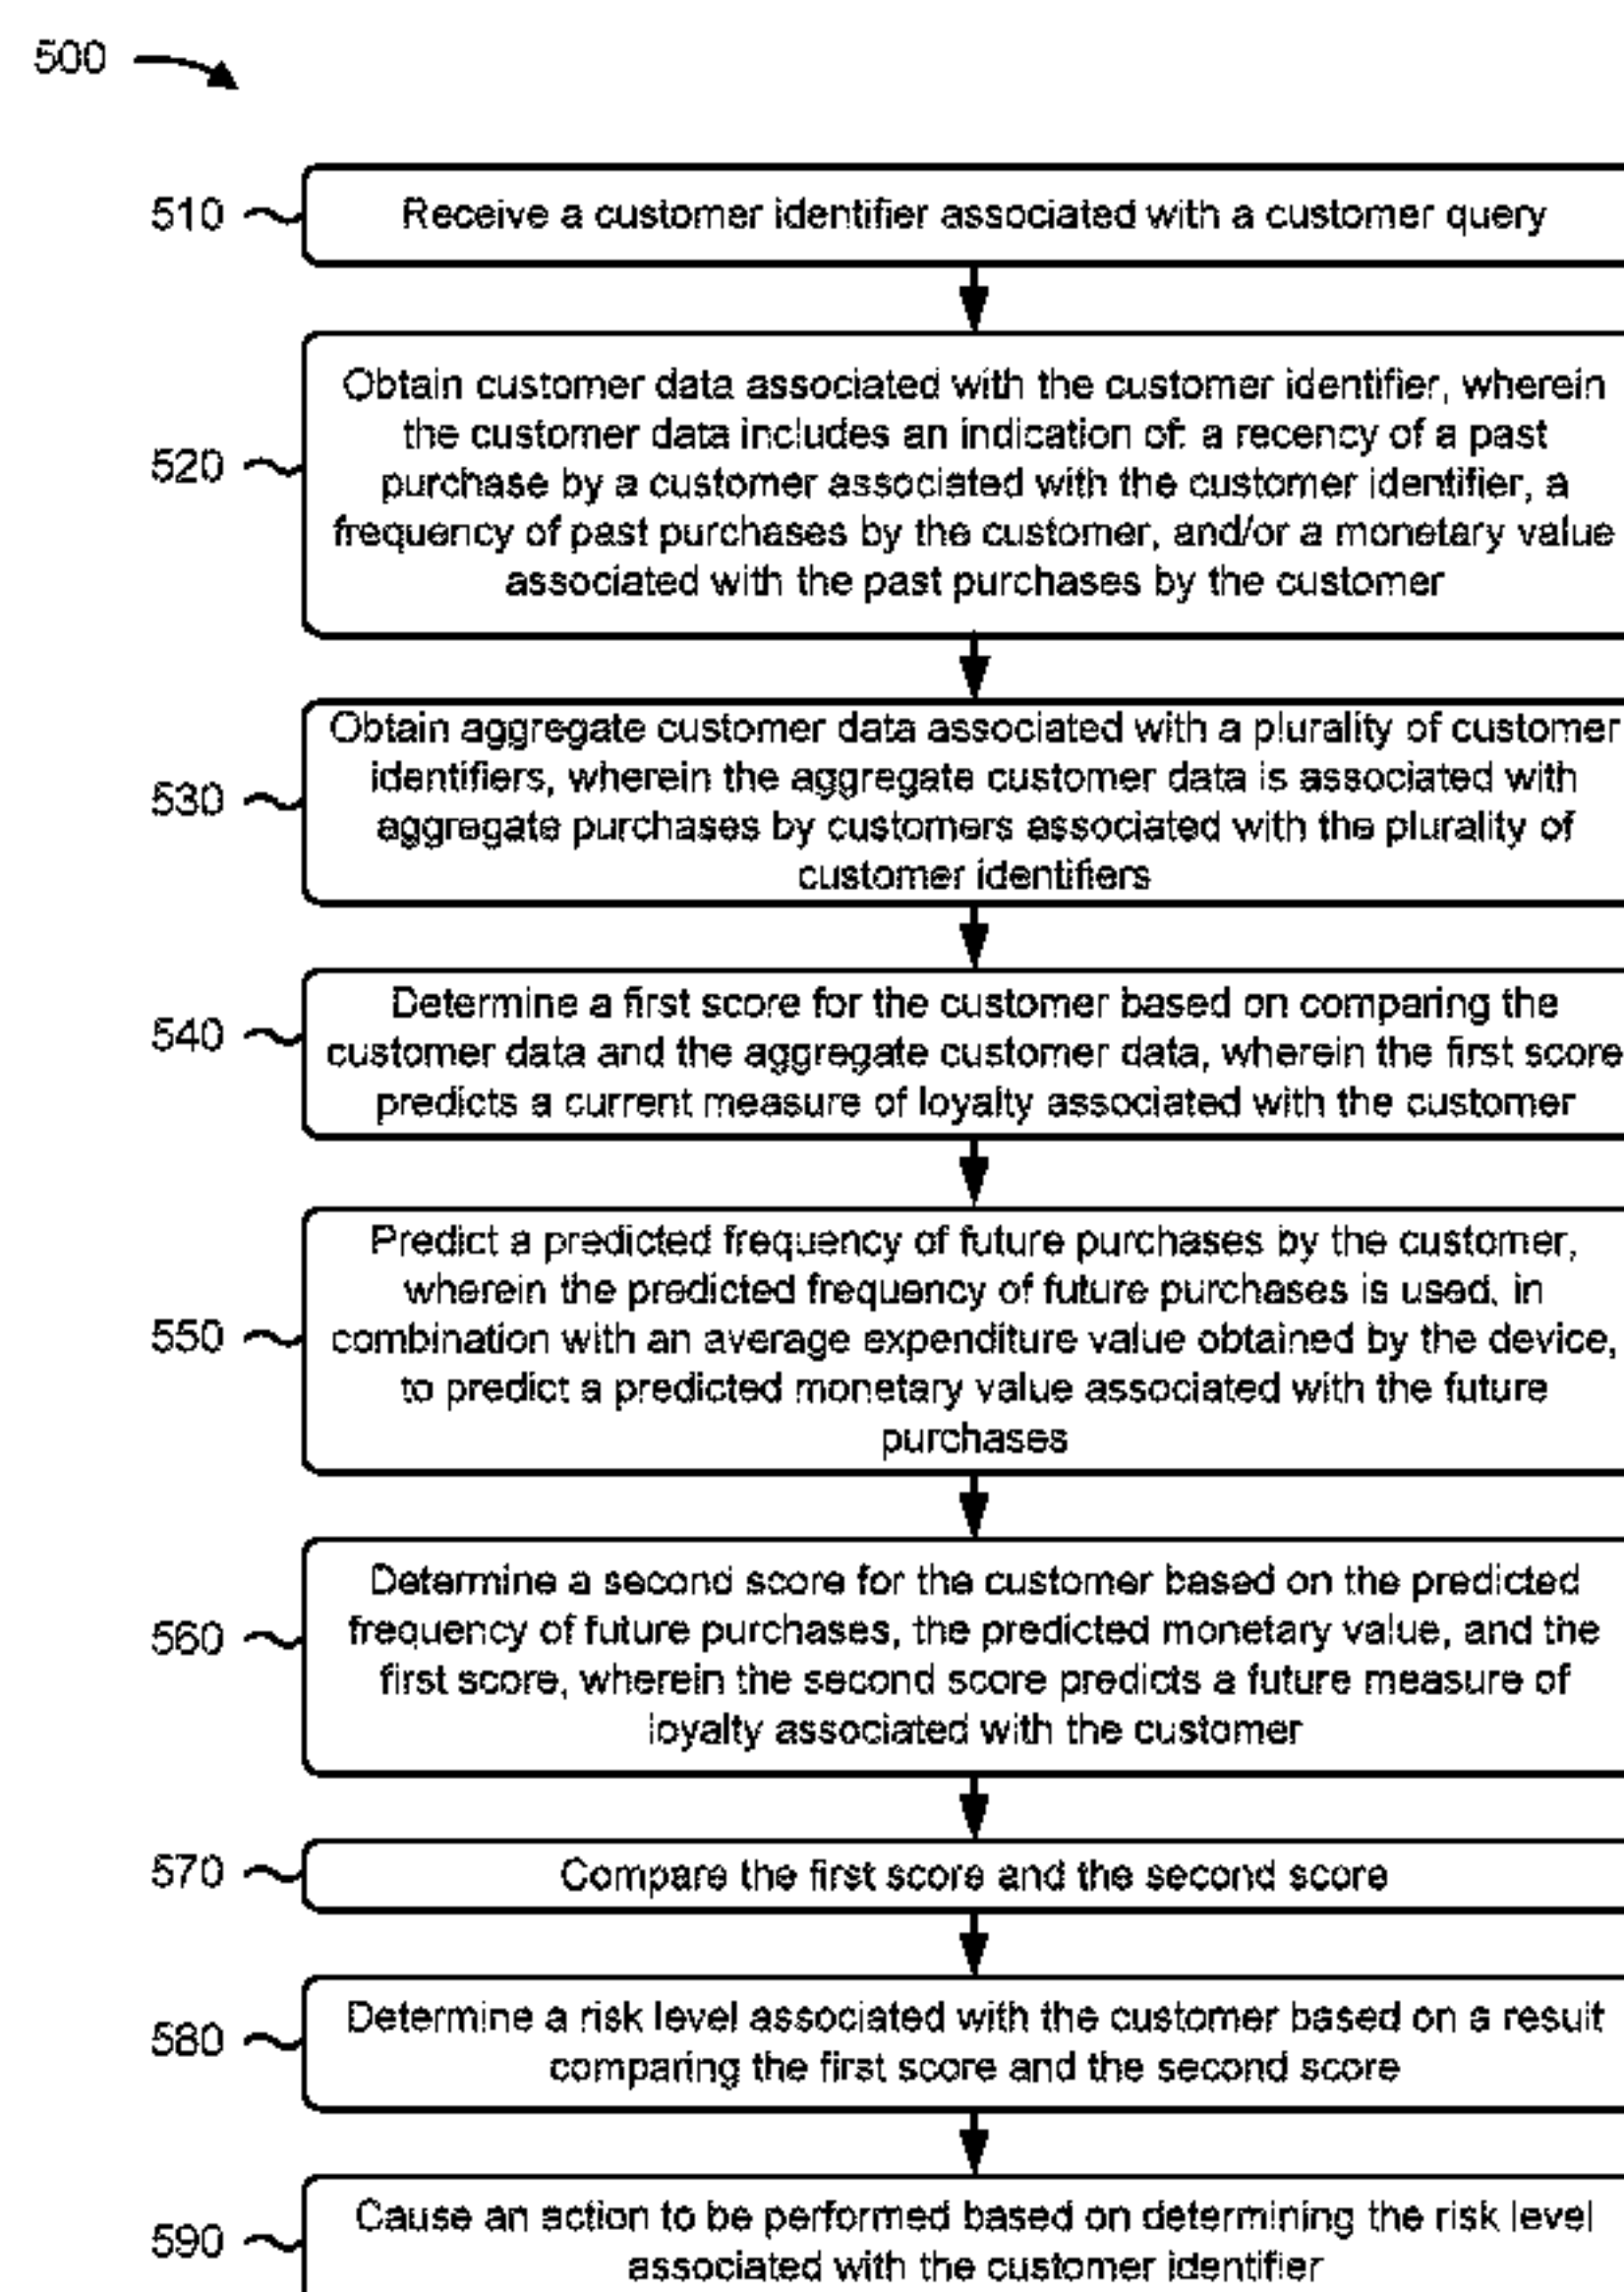 500
510
Receive a customer identifier associated with a customer query
520
Obtain customer data associated with the customer identifier, wherein
the customer data includes an indication of: a recency of a past
purchase by a customer associated with the customer identifier, a
frequency of past purchases by the customer, and/or a monetary value
associated with the past purchases by the customer
530
Obtain aggregate customer data associated with a plurality of customer
identifiers, wherein the aggregate customer data is associated with
aggregate purchases by customers associated with the plurality of
customer identifiers
540
Determine a first score for the customer based on comparing the
customer data and the aggregate customer data, wherein the first score
predicts a current measure of loyalty associated with the customer
550
Predict a predicted frequency of future purchases by the customer,
wherein the predicted frequency of future purchases is used, in
combination with an average expenditure value obtained by the device,
to predict a predicted monetary value associated with the future
purchases
560
Determine a second score for the customer based on the predicted
frequency of future purchases, the predicted monetary value, and the
first score, wherein the second score predicts a future measure of
loyalty associated with the customer
570
Compare the first score and the second score
580
Determine a risk level associated with the customer based on a result
comparing the first score and the second score
590
Cause an action to be performed based on determining the risk level
associated with the customer identifier